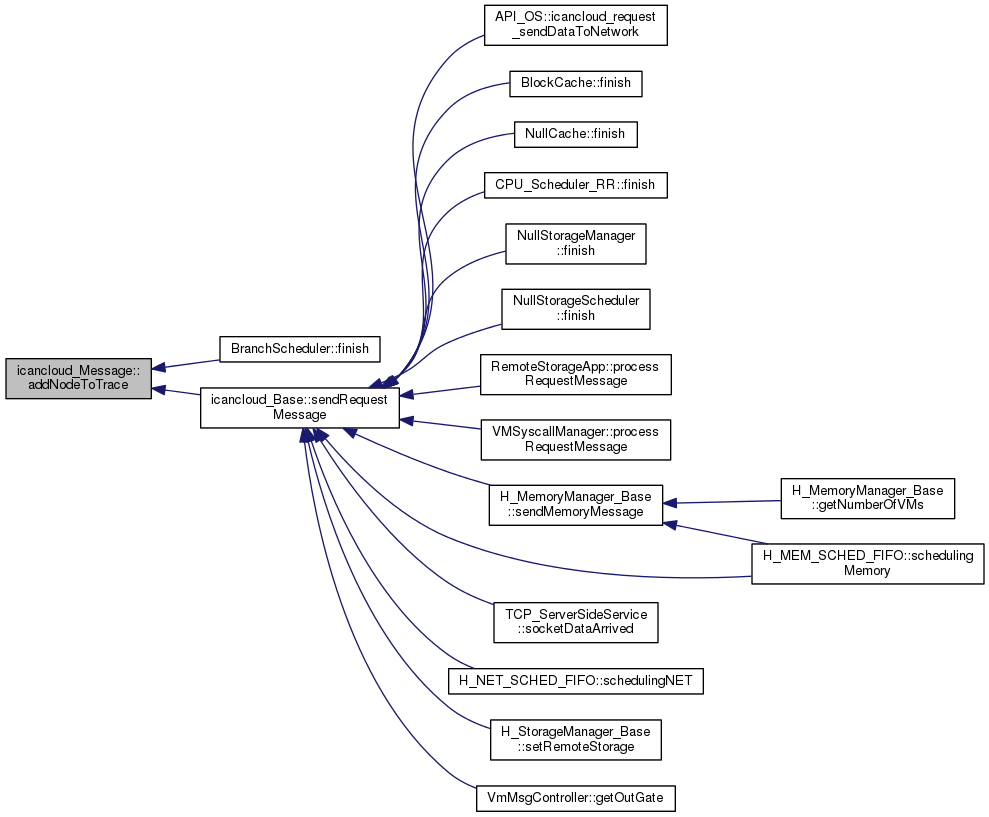 icancloud_Message::
addNodeToTrace
BranchScheduler::finish
icancloud_Base::sendRequest
Message
API_OS::icancloud_request
_sendDataToNetwork
BlockCache::finish
NullCache::finish
CPU_Scheduler_RR::finish
NullStorageManager
::finish
NullStorageScheduler
::finish
RemoteStorageApp::process
RequestMessage
VMSyscallManager::process
RequestMessage
H_MemoryManager_Base
::sendMemoryMessage
H_MemoryManager_Base
::getNumberOfVMs
H_MEM_SCHED_FIFO::scheduling
Memory
TCP_ServerSideService
::socketDataArrived
H_NET_SCHED_FIFO::schedulingNET
H_StorageManager_Base
::setRemoteStorage
VmMsgController::getOutGate